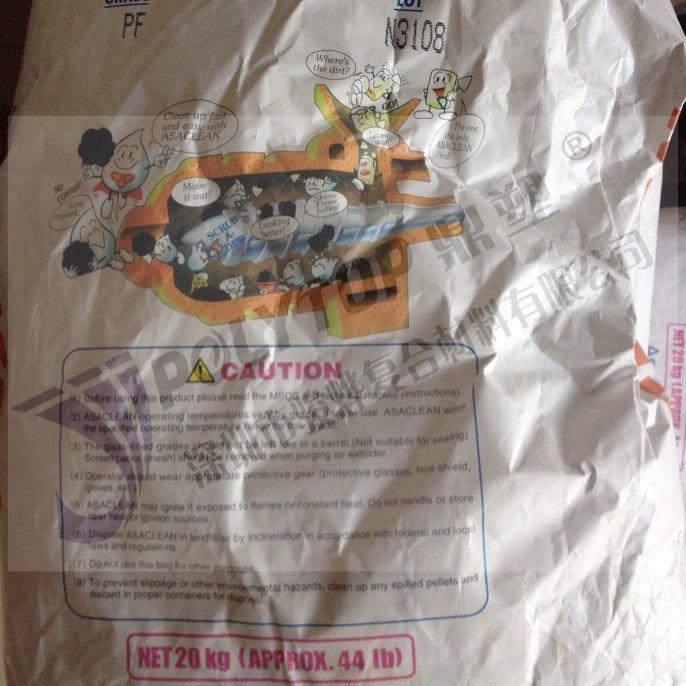 GRADE LOT
PF N3108
Where's
the dirt?
GO!
Clean up fast
and easy with
ASACLEAN
The one,
the only,
ASACLEAN
kid!
NO
CONTEST!
Move
it out!
Show
Time
folks!
Looking
better!
SCRUB
®
POLYTOP 鼎塑
复合材料有限公司
CAUTION
(1) Before using this product please read the MSDS and technical manual (instructions).
(2) ASACLEAN operating temperatures vary by grade. Please use ASACLEAN within
the specified operating temperature range for this grade.
(3) The glass filled grades should not be left idle in a barrel.(Not suitable for sealing)
Screen packs (mesh) should be removed when purging an extruder.
(4) Operator should wear appropriate protective gear (protective glasses, face shield,
gloves, etc.)
(5) ASACLEAN may ignite if exposed to flames or constant heat. Do not handle or store
near heat or ignition sources.
(6) Dispose ASACLEAN in landfill or by incineration in accordance with federal and local
laws and regulations.
(7) Do not use this bag for other purposes.
(8) To prevent slippage or other environmental hazards, clean up any spilled pellets and
discard in proper containers for disposal.
NET 20 kg (APPROX. 44 lb)
NET 20 kg (APPROX.